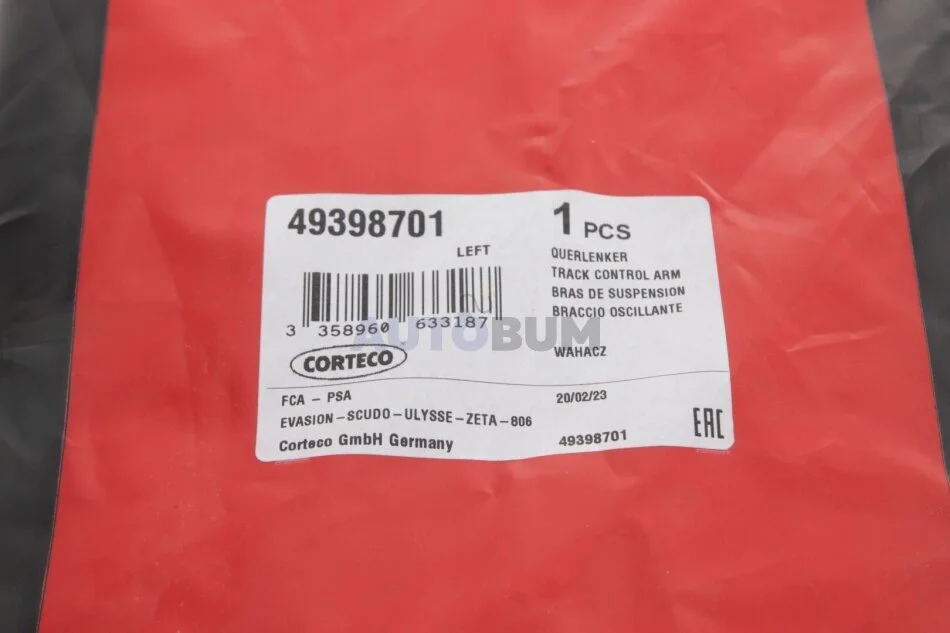 49398701
LEFT
1 PCS
QUERLENKER
TRACK CONTROL ARM
BRAS DE SUSPENSION
BRACCIO OSCILLANTE
WAHACZ
3 358960 633187
AUTOBUM
CORTECO
FCA - PSA
20/02/23
EVASION-SCUDO-ULYSSE-ZETA-806
Corteco GmbH Germany
49398701
EAC